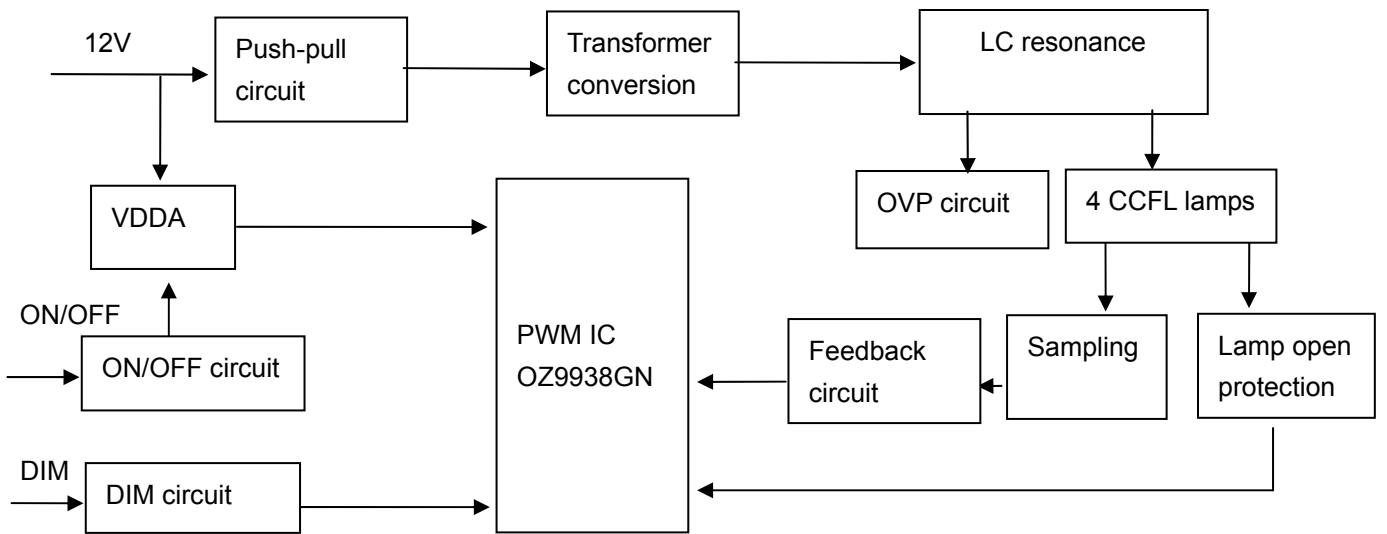 12V
Push-pull
circuit
Transformer
conversion
LC resonance
VDDA
OVP circuit
4 CCFL lamps
ON/OFF
ON/OFF circuit
PWM IC
OZ9938GN
Feedback
circuit
Sampling
Lamp open
protection
DIM
DIM circuit